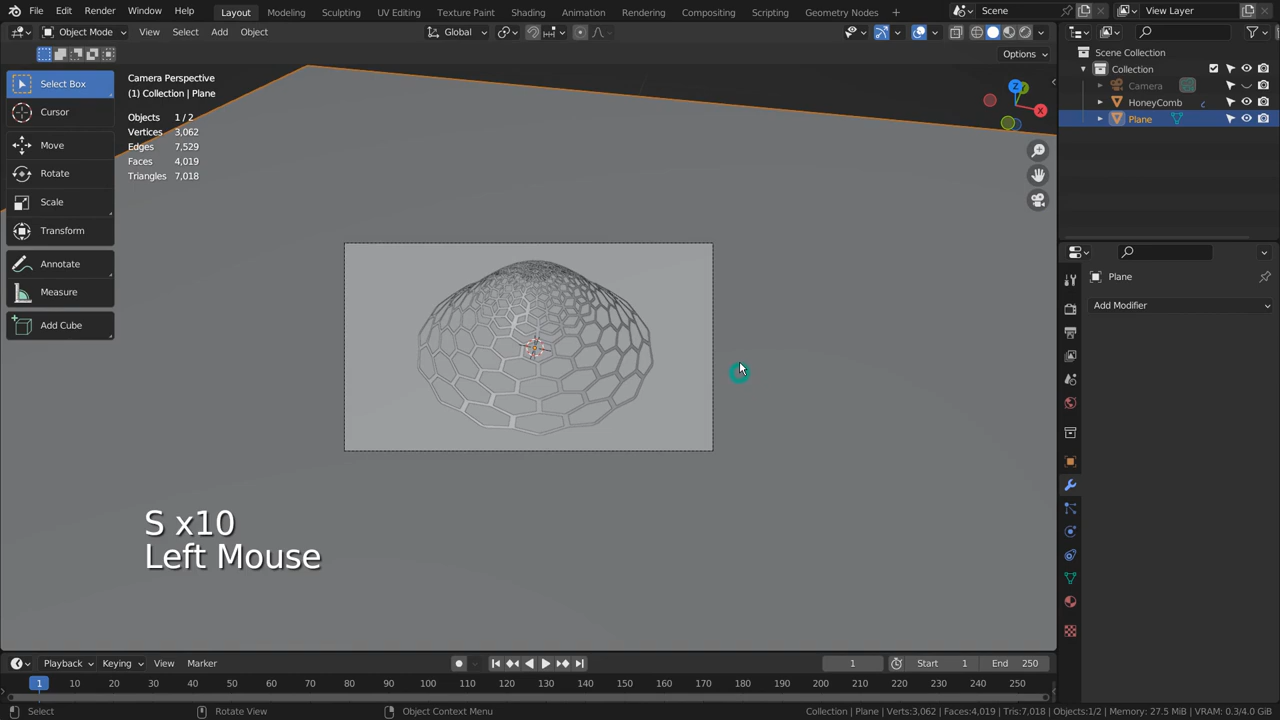 File Edit Render Window Help Layout Modeling Sculpting UV Editing Texture Paint Shading Animation Rendering Compositing Scripting Geometry Nodes + Scene View Layer
Object Mode View Select Add Object Global
Options
Select Box
Cursor
Move
Rotate
Scale
Transform
Annotate
Measure
Add Cube
Camera Perspective
(1) Collection | Plane
Objects 1/2
Vertices 3,062
Edges 7,529
Faces 4,019
Triangles 7,018
Z
Y
X
Scene Collection
Collection
Camera
HoneyComb
Plane
Plane
Add Modifier
S x10
Left Mouse
Playback Keying View Marker 1 Start 1 End 250
1 10 20 30 40 50 60 70 80 90 100 110 120 130 140 150 160 170 180 190 200 210 220 230 240 250
Select Rotate View Object Context Menu Collection | Plane | Verts:3,062 | Faces:4,019 | Tris:7,018 | Objects:1/2 | Memory: 27.5 MiB | VRAM: 0.3/4.0 GiB